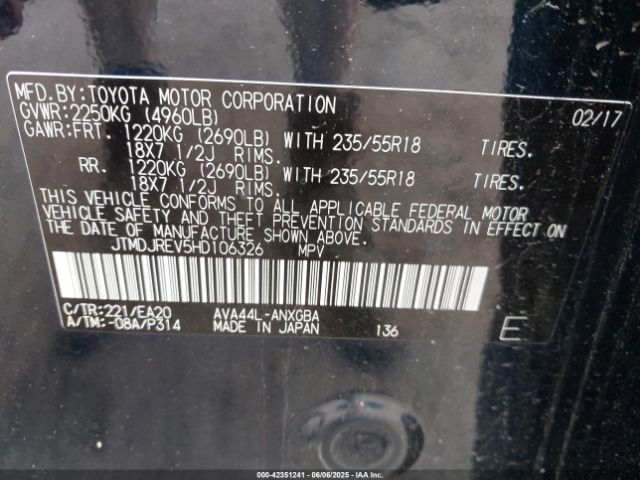 MFD.BY:TOYOTA MOTOR CORPORATION 02/17
GVWR:2250KG (4960LB)
GAWR:FRT. 1220KG (2690LB) WITH 235/55R18 TIRES.
18X7 1/2J RIMS.
RR. 1220KG (2690LB) WITH 235/55R18 TIRES.
18X7 1/2J RIMS.
THIS VEHICLE CONFORMS TO ALL APPLICABLE FEDERAL MOTOR
VEHICLE SAFETY AND THEFT PREVENTION STANDARDS IN EFFECT ON
THE DATE OF MANUFACTURE SHOWN ABOVE.
JTMDJREV5HD106326 MPV
C/TR:221/EA20 AVA44L-ANXGBA
A/TM:-08A/P314 MADE IN JAPAN 136 E
00-42351241 - 06/06/2025 - IAA Inc.